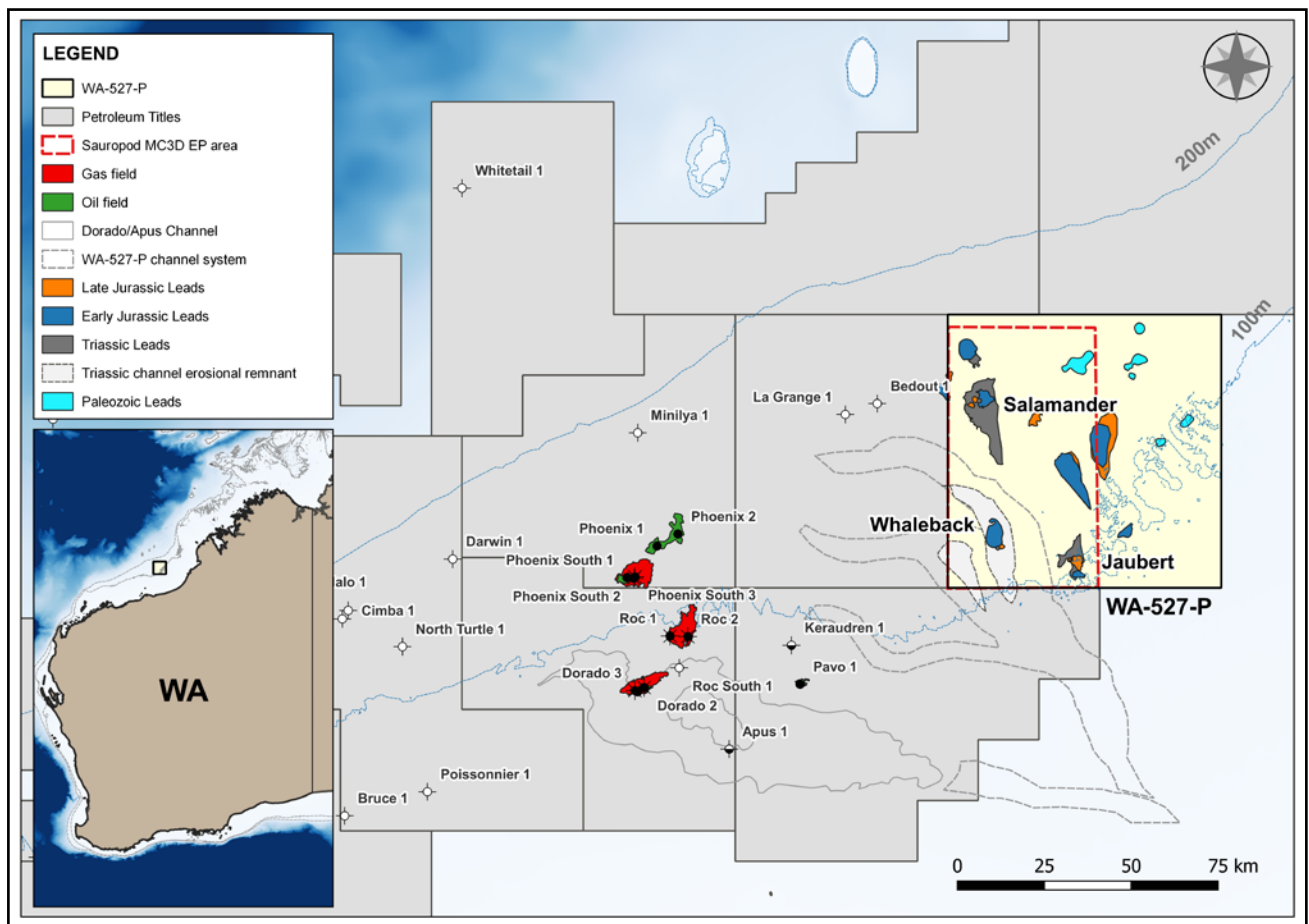 LEGEND
WA-527-P
Petroleum Titles
Sauropod MC3D EP area
Gas field
Oil field
Dorado/Apus Channel
WA-527-P channel system
Late Jurassic Leads
Early Jurassic Leads
Triassic Leads
Triassic channel erosional remnant
Paleozoic Leads
WA
Whitetail 1
200m
100m
La Grange 1
Bedout 1
Minilya 1
Salamander
Whaleback
Jaubert
WA-527-P
Phoenix 2
Phoenix 1
Darwin 1
Phoenix South 1
Phoenix South 2
Phoenix South 3
alo 1
Cimba 1
North Turtle 1
Roc 1
Roc 2
Keraudren 1
Pavo 1
Dorado 3
Roc South 1
Dorado 2
Apus 1
Poissonnier 1
Bruce 1
0 25 50 75 km